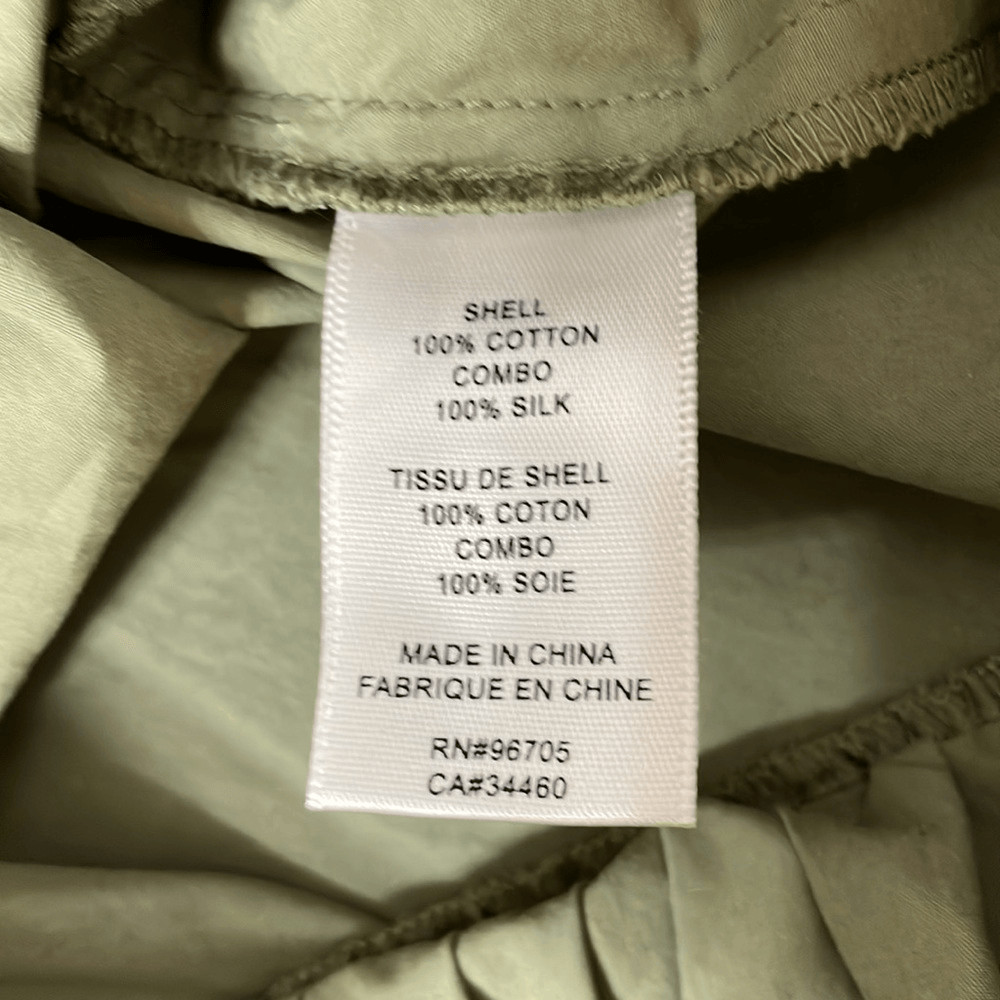 SHELL
100% COTTON
COMBO
100% SILK
TISSU DE SHELL
100% COTON
COMBO
100% SOIE
MADE IN CHINA
FABRIQUE EN CHINE
RN#96705
CA#34460